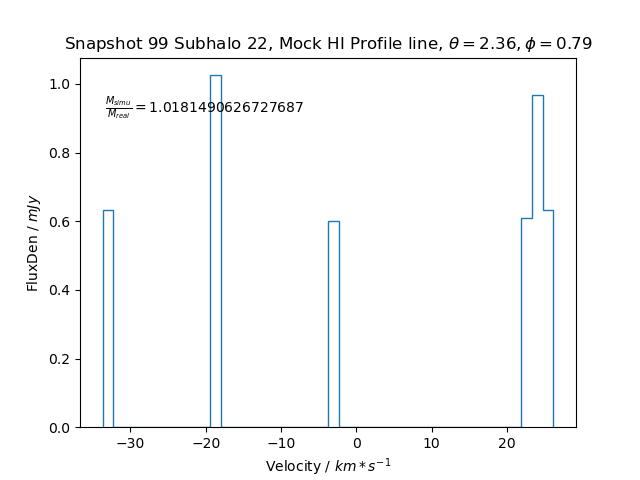 Snapshot 99 Subhalo 22, Mock HI Profile line, θ = 2.36, ϕ = 0.79
M_simu/M_real = 1.0181490626727687
1.0
0.8
0.6
0.4
0.2
0.0
FluxDen / mJy
−30 −20 −10 0 10 20
Velocity / km * s⁻¹